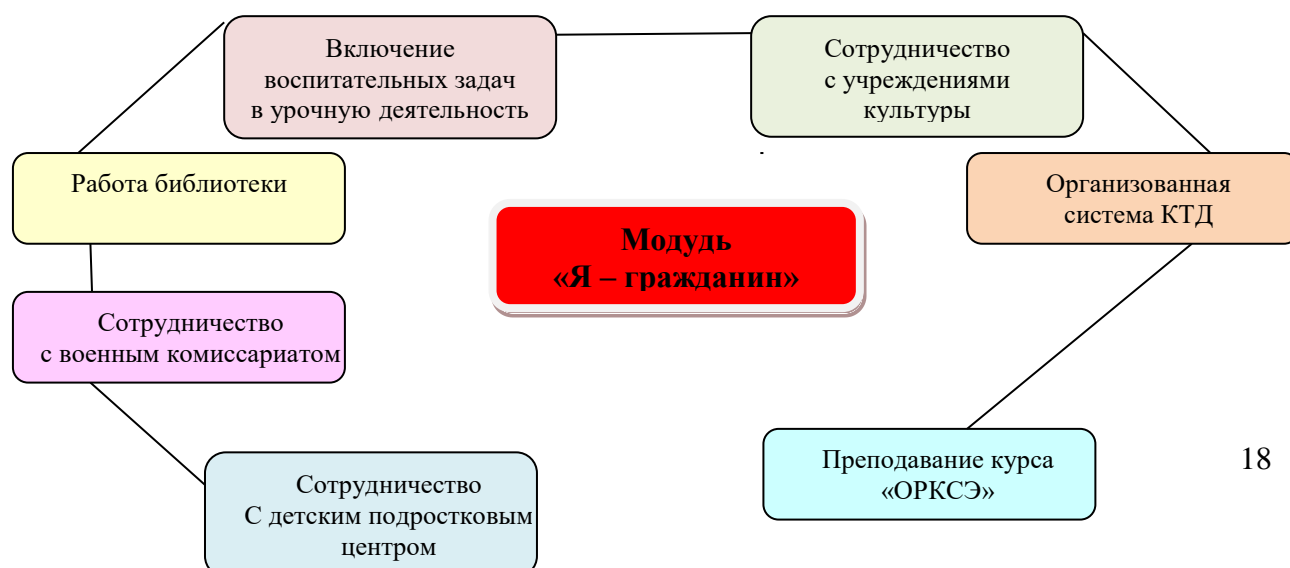 Включение
воспитательных задач
в урочную деятельность
Сотрудничество
с учреждениями
культуры
Работа библиотеки
Организованная
система КТД
Модудь
«Я – гражданин»
Сотрудничество
с военным комиссариатом
Преподавание курса
«ОРКСЭ»
18
Сотрудничество
С детским подростковым
центром